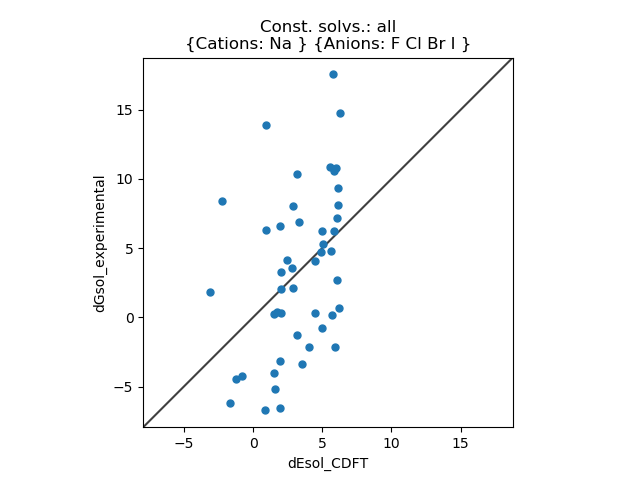 Const. solvs.: all
{Cations: Na } {Anions: F Cl Br I }
dGsol_experimental
15
10
5
0
−5
−5
0
5
10
15
dEsol_CDFT